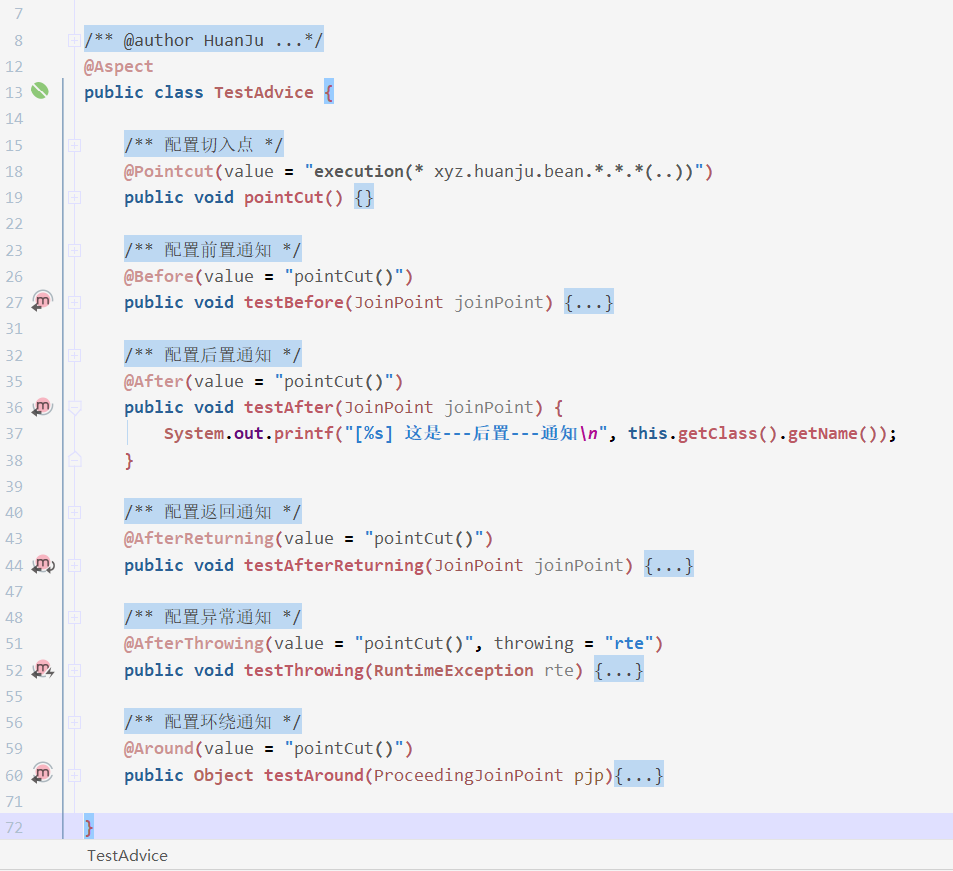 7
8 /** @author HuanJu ...*/
12 @Aspect
13 public class TestAdvice {
14
15 /** 配置切入点 */
18 @Pointcut(value = "execution(* xyz.huanju.bean.*.*.*(..))")
19 public void pointCut() {}
22
23 /** 配置前置通知 */
26 @Before(value = "pointCut()")
27 public void testBefore(JoinPoint joinPoint) {...}
31
32 /** 配置后置通知 */
35 @After(value = "pointCut()")
36 public void testAfter(JoinPoint joinPoint) {
37 System.out.printf("[%s] 这是---后置---通知\n", this.getClass().getName());
38 }
39
40 /** 配置返回通知 */
43 @AfterReturning(value = "pointCut()")
44 public void testAfterReturning(JoinPoint joinPoint) {...}
47
48 /** 配置异常通知 */
51 @AfterThrowing(value = "pointCut()", throwing = "rte")
52 public void testThrowing(RuntimeException rte) {...}
55
56 /** 配置环绕通知 */
59 @Around(value = "pointCut()")
60 public Object testAround(ProceedingJoinPoint pjp){...}
71
72 }
TestAdvice